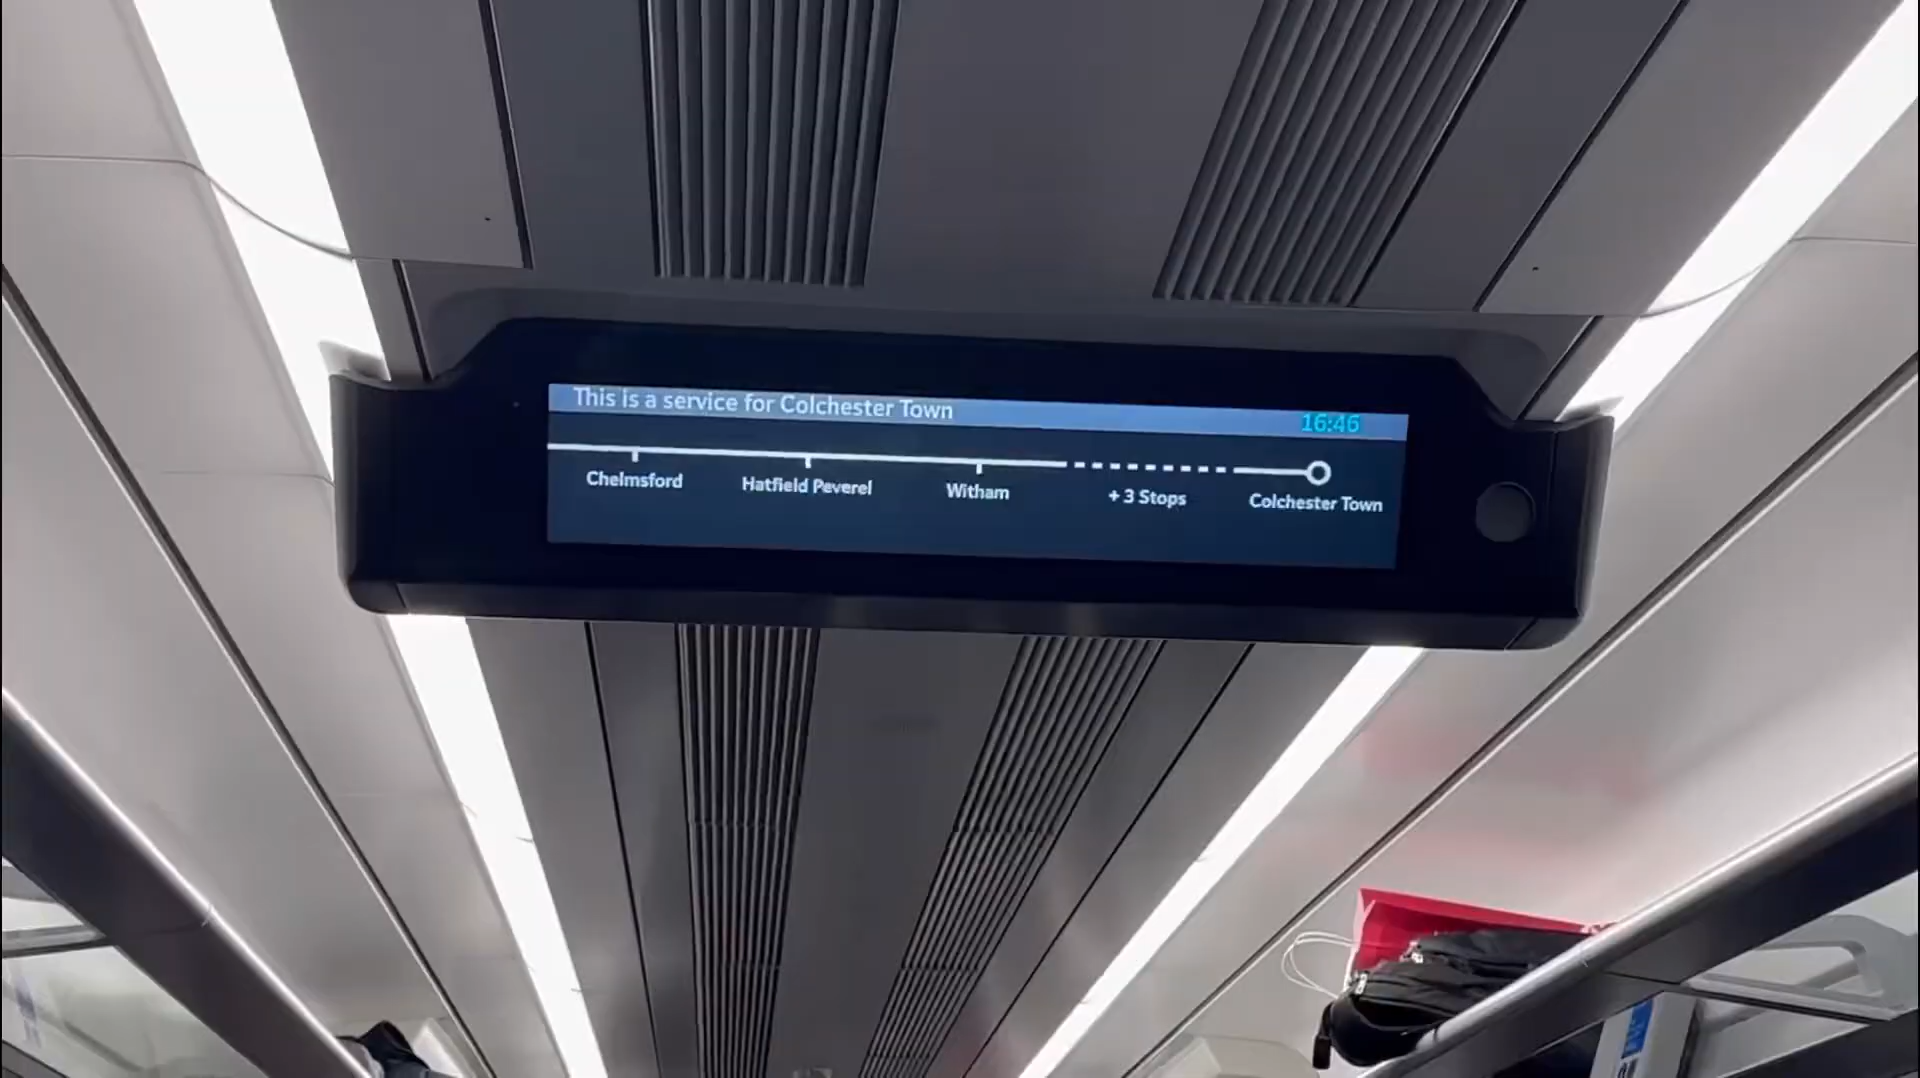 This is a service for Colchester Town
16:46
Chelmsford
Hatfield Peverel
Witham
+ 3 Stops
Colchester Town